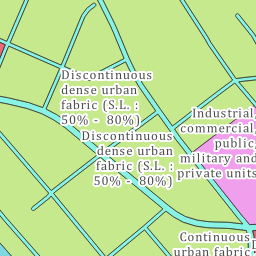 Discontinuous
dense urban
fabric (S.L. :
50% - 80%)
Discontinuous
dense urban
fabric (S.L. :
50% - 80%)
Industrial,
commercial,
public,
military and
private units
Continuous
urban fabric